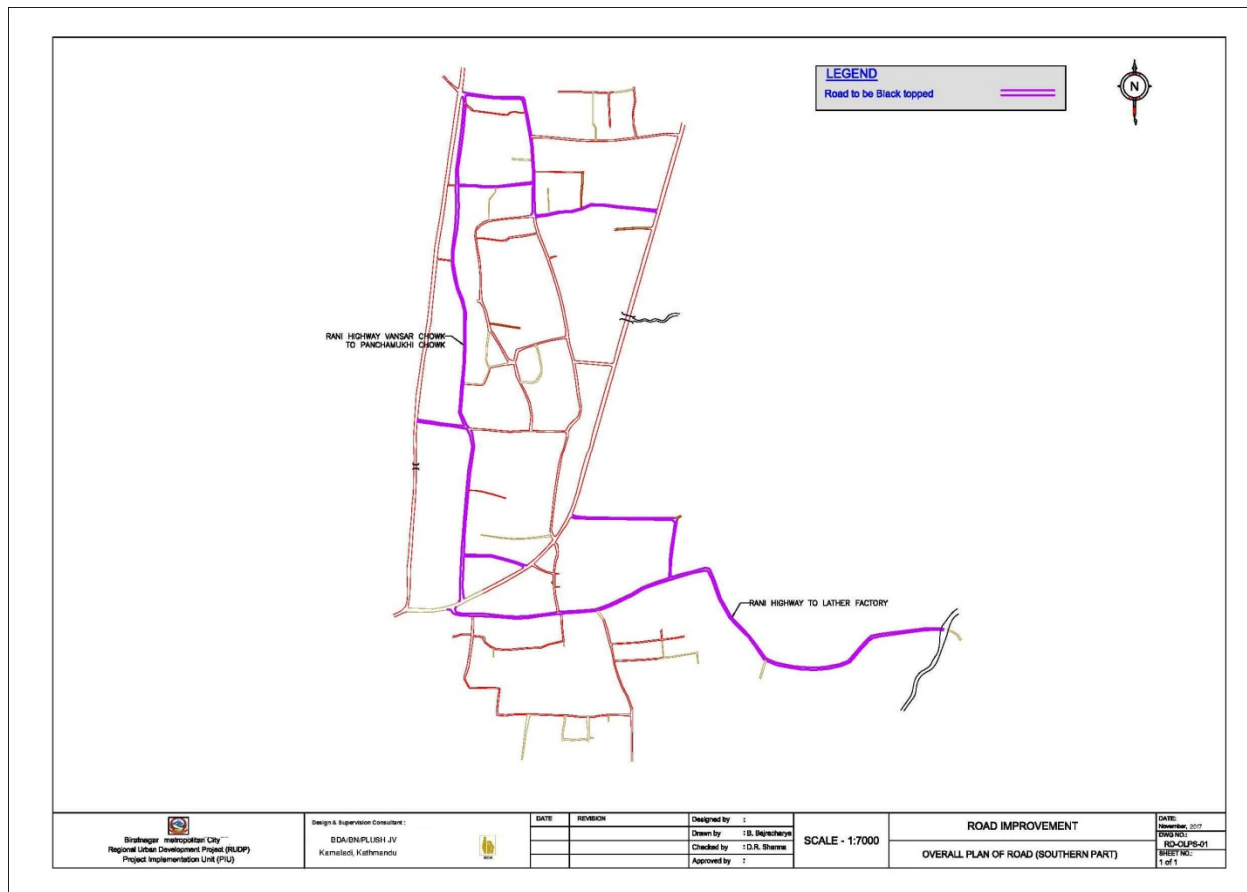 LEGEND
Road to be Black topped
N
RANI HIGHWAY VANSAR CHOWK
TO PANCHAMUKHI CHOWK
RANI HIGHWAY TO LATHER FACTORY
Biratnagar metropolitan City
Regional Urban Development Project (RUDP)
Project Implementation Unit (PIU)
Design & Supervision Consultant :
BDA/BN/PLUSH JV
Kamaladi, Kathmandu
BDA
DATE REVISION
Designed by :
Drawn by : B. Bajracharya
Checked by : D.R. Sharma
Approved by :
SCALE - 1:7000
ROAD IMPROVEMENT
OVERALL PLAN OF ROAD (SOUTHERN PART)
DATE:
November, 2017
DWG NO.:
RD-OLPS-01
SHEET NO.:
1 of 1